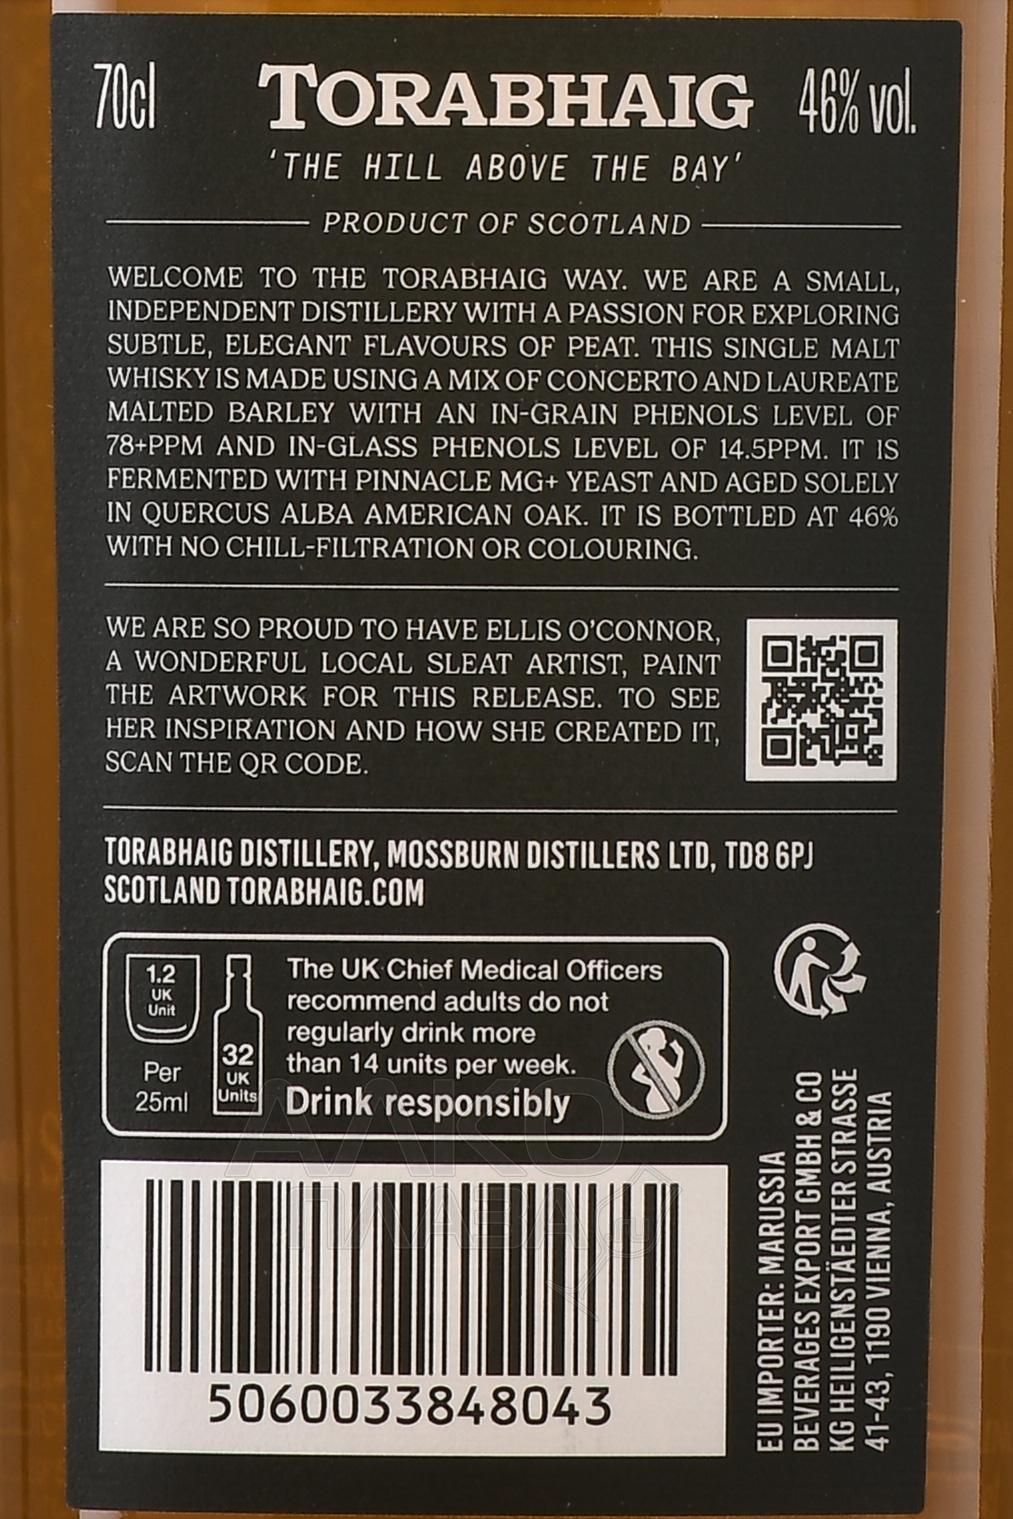 70cl TORABHAIG 46% vol.
'THE HILL ABOVE THE BAY'
PRODUCT OF SCOTLAND
WELCOME TO THE TORABHAIG WAY. WE ARE A SMALL,
INDEPENDENT DISTILLERY WITH A PASSION FOR EXPLORING
SUBTLE, ELEGANT FLAVOURS OF PEAT. THIS SINGLE MALT
WHISKY IS MADE USING A MIX OF CONCERTO AND LAUREATE
MALTED BARLEY WITH AN IN-GRAIN PHENOLS LEVEL OF
78+PPM AND IN-GLASS PHENOLS LEVEL OF 14.5PPM. IT IS
FERMENTED WITH PINNACLE MG+ YEAST AND AGED SOLELY
IN QUERCUS ALBA AMERICAN OAK. IT IS BOTTLED AT 46%
WITH NO CHILL-FILTRATION OR COLOURING.
WE ARE SO PROUD TO HAVE ELLIS O'CONNOR,
A WONDERFUL LOCAL SLEAT ARTIST, PAINT
THE ARTWORK FOR THIS RELEASE. TO SEE
HER INSPIRATION AND HOW SHE CREATED IT,
SCAN THE QR CODE.
TORABHAIG DISTILLERY, MOSSBURN DISTILLERS LTD, TD8 6PJ
SCOTLAND TORABHAIG.COM
1.2
UK
Unit
Per
25ml
32
UK
Units
The UK Chief Medical Officers
recommend adults do not
regularly drink more
than 14 units per week.
Drink responsibly
5060033848043
EU IMPORTER: MARUSSIA
BEVERAGES EXPORT GMBH & CO
KG HEILIGENSTÄEDTER STRASSE
41-43, 1190 VIENNA, AUSTRIA
АЛКО
ПЛАЗА